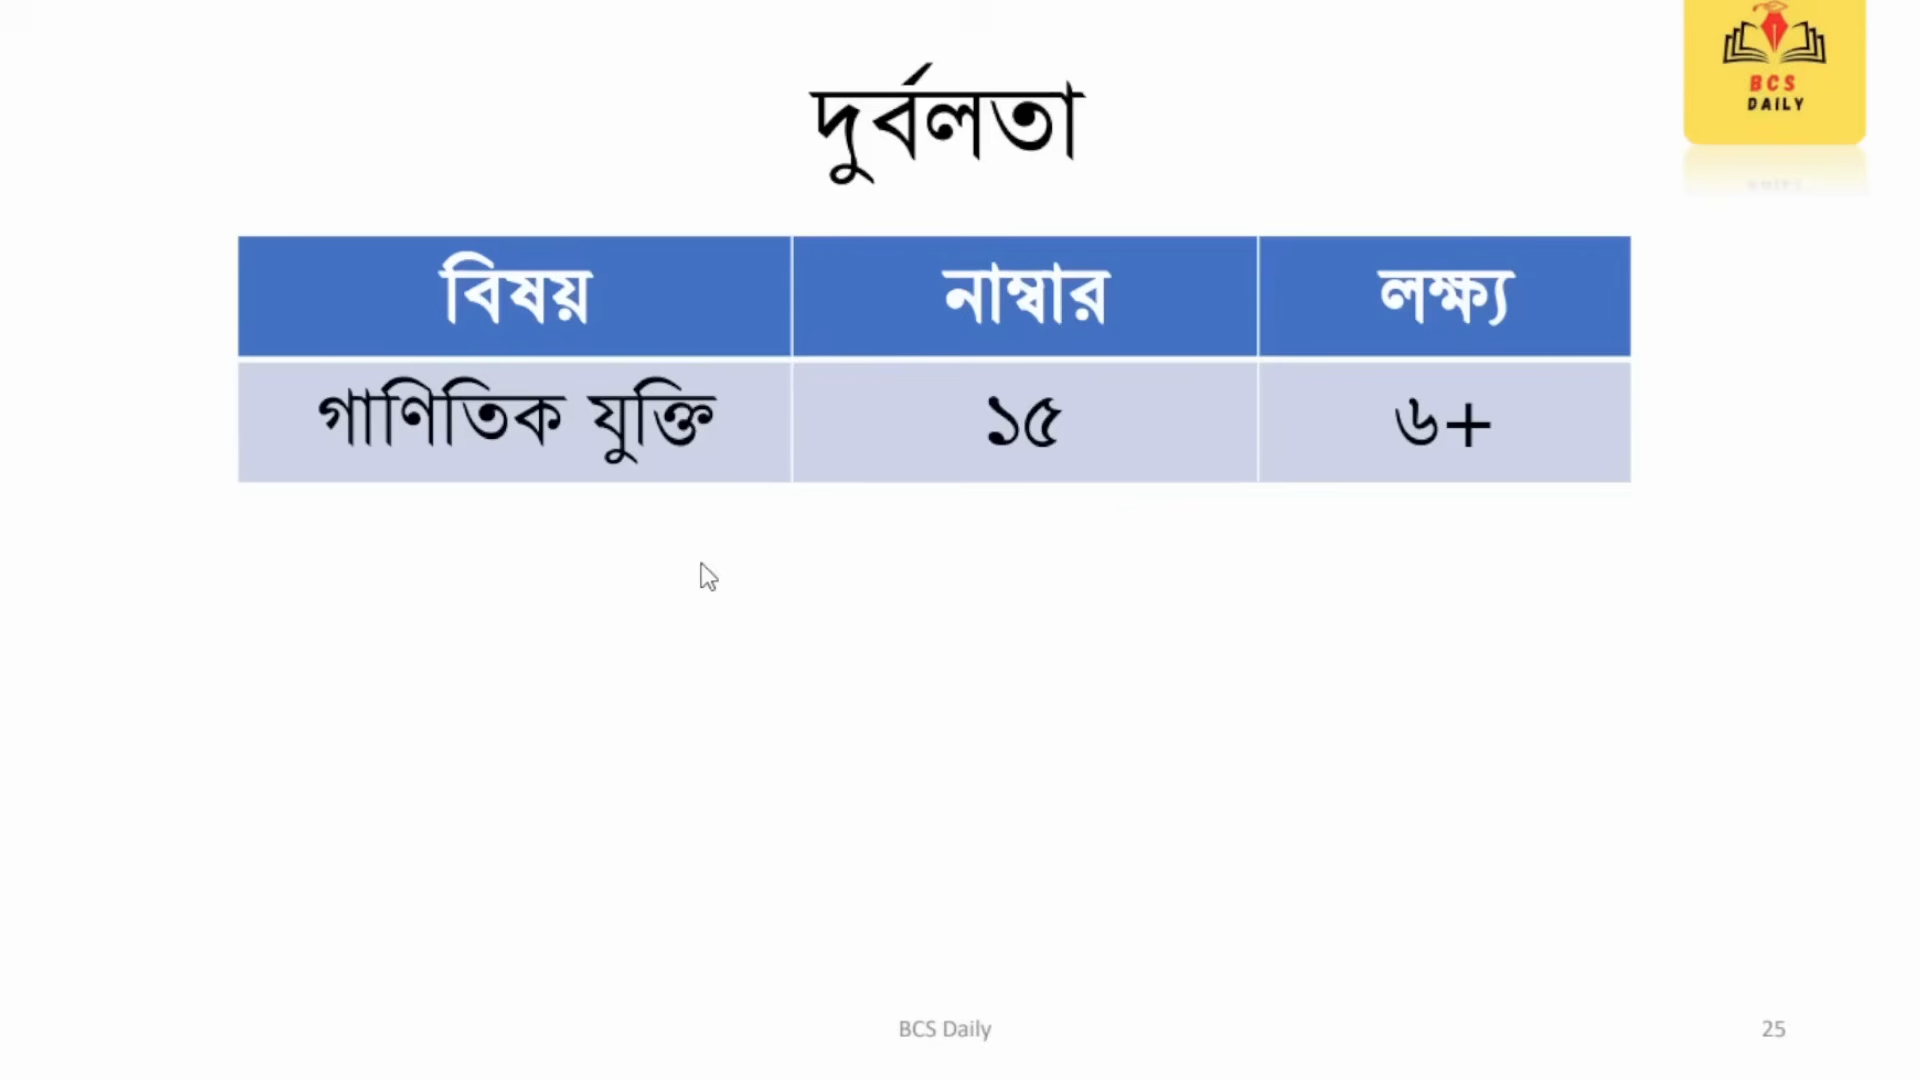 BCS
DAILY
দুর্বলতা
বিষয় নাম্বার লক্ষ্য
গাণিতিক যুক্তি ১৫ ৬+
BCS Daily 25